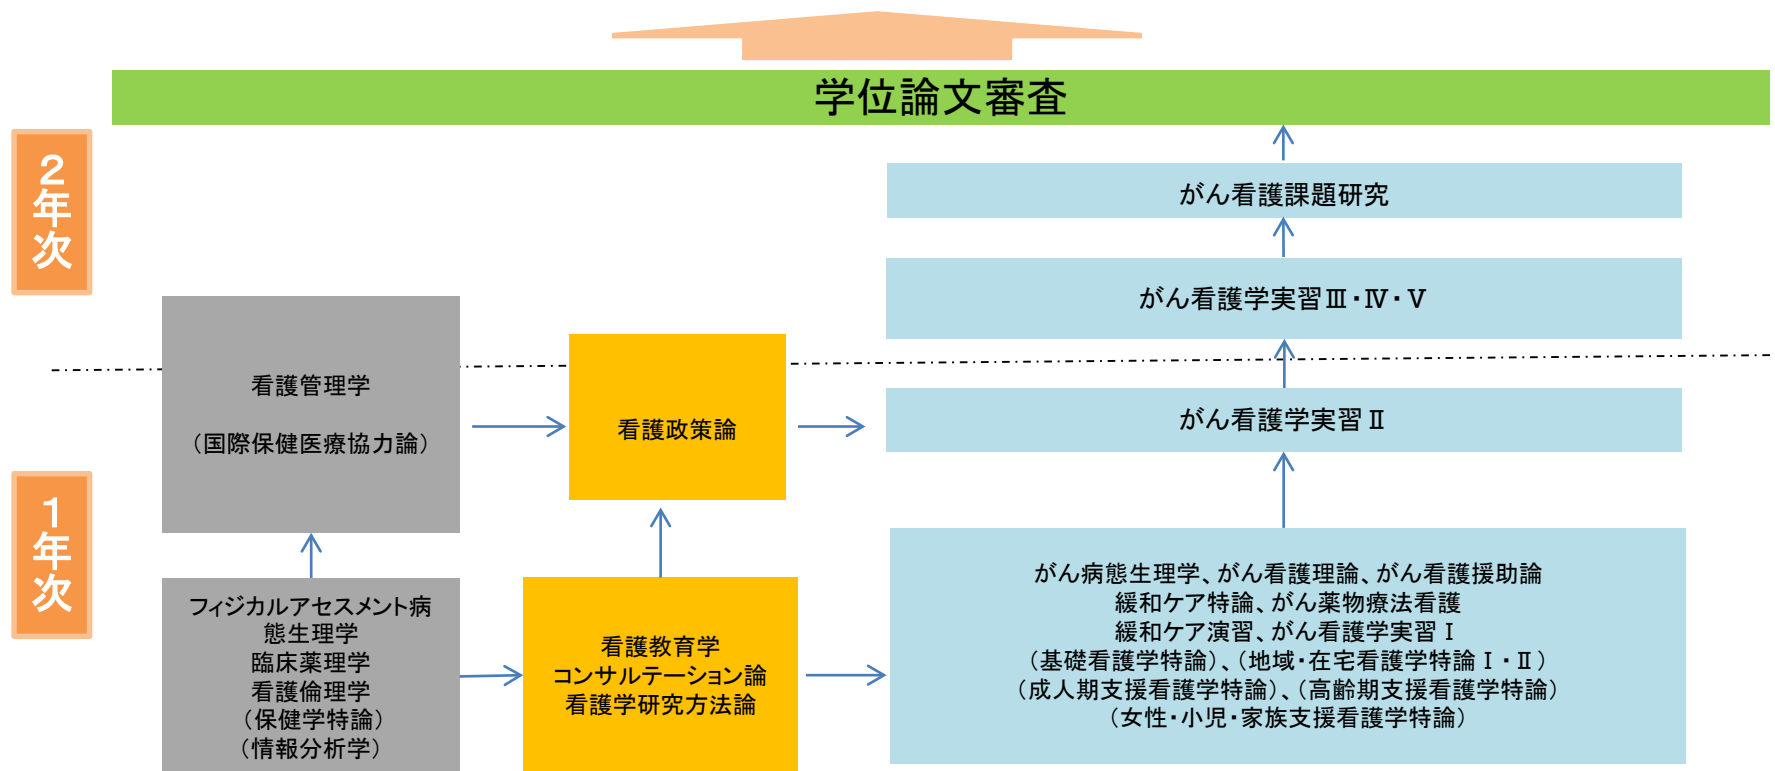 学位論文審査
2年次
がん看護課題研究
がん看護学実習Ⅲ・Ⅳ・Ⅴ
看護管理学
（国際保健医療協力論）
看護政策論
がん看護学実習Ⅱ
1年次
フィジカルアセスメント病
態生理学
臨床薬理学
看護倫理学
（保健学特論）
（情報分析学）
看護教育学
コンサルテーション論
看護学研究方法論
がん病態生理学、がん看護理論、がん看護援助論
緩和ケア特論、がん薬物療法看護
緩和ケア演習、がん看護学実習Ⅰ
（基礎看護学特論）、（地域・在宅看護学特論Ⅰ・Ⅱ）
（成人期支援看護学特論）、（高齢期支援看護学特論）
（女性・小児・家族支援看護学特論）